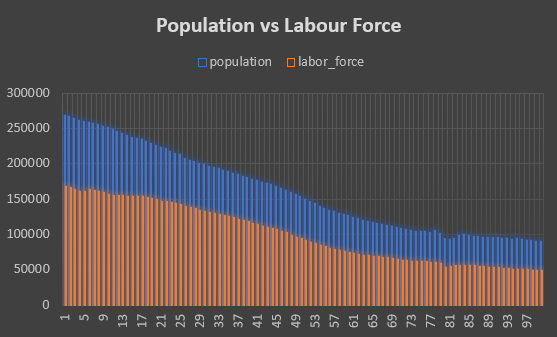 Population vs Labour Force
population labor_force
300000
250000
200000
150000
100000
50000
0
1 5 9 13 17 21 25 29 33 37 41 45 49 53 57 61 65 69 73 77 81 85 89 93 97